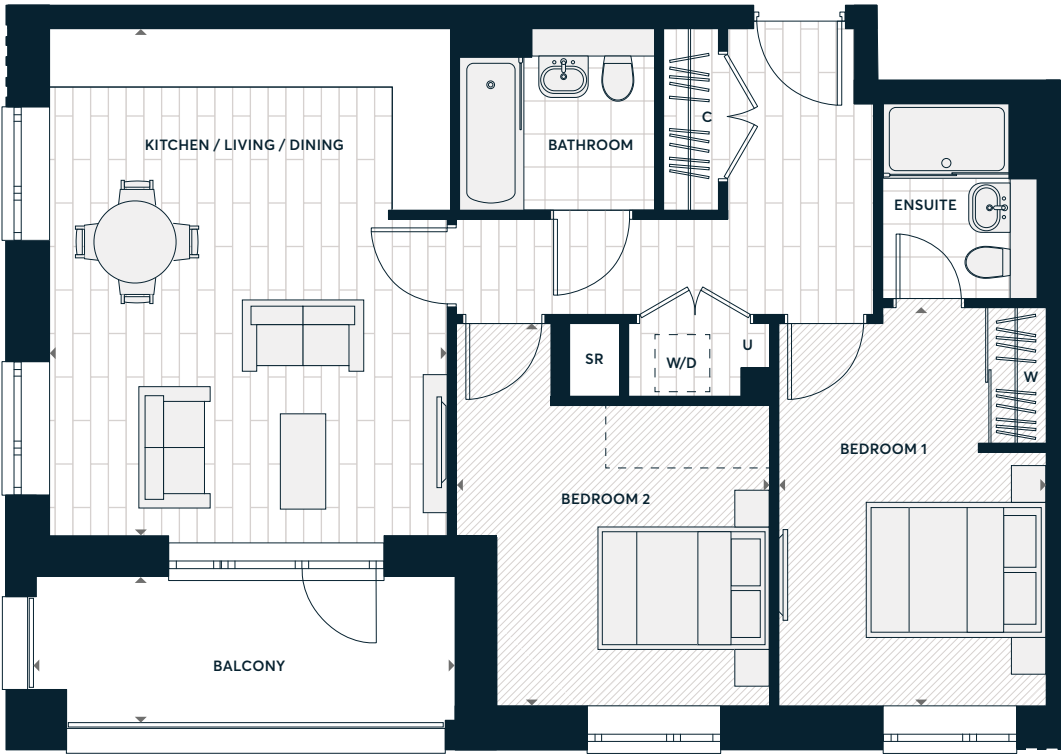 KITCHEN / LIVING / DINING
BATHROOM
C
ENSUITE
SR
W/D
U
W
BEDROOM 1
BEDROOM 2
BALCONY